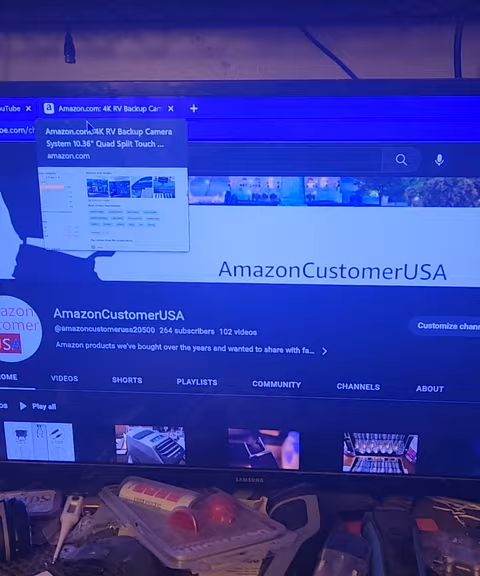 ouTube
Amazon.com: 4K RV Backup Cam
Amazon.com: 4K RV Backup Camera
System 10.36" Quad Split Touch ...
amazon.com
AmazonCustomerUSA
AmazonCustomerUSA
@amazoncustomerusa20500 264 subscribers 102 videos
Customize chann
Amazon products we've bought over the years and wanted to share with fa...
OME
VIDEOS
SHORTS
PLAYLISTS
COMMUNITY
CHANNELS
ABOUT
os
Play all
SAMSUNG